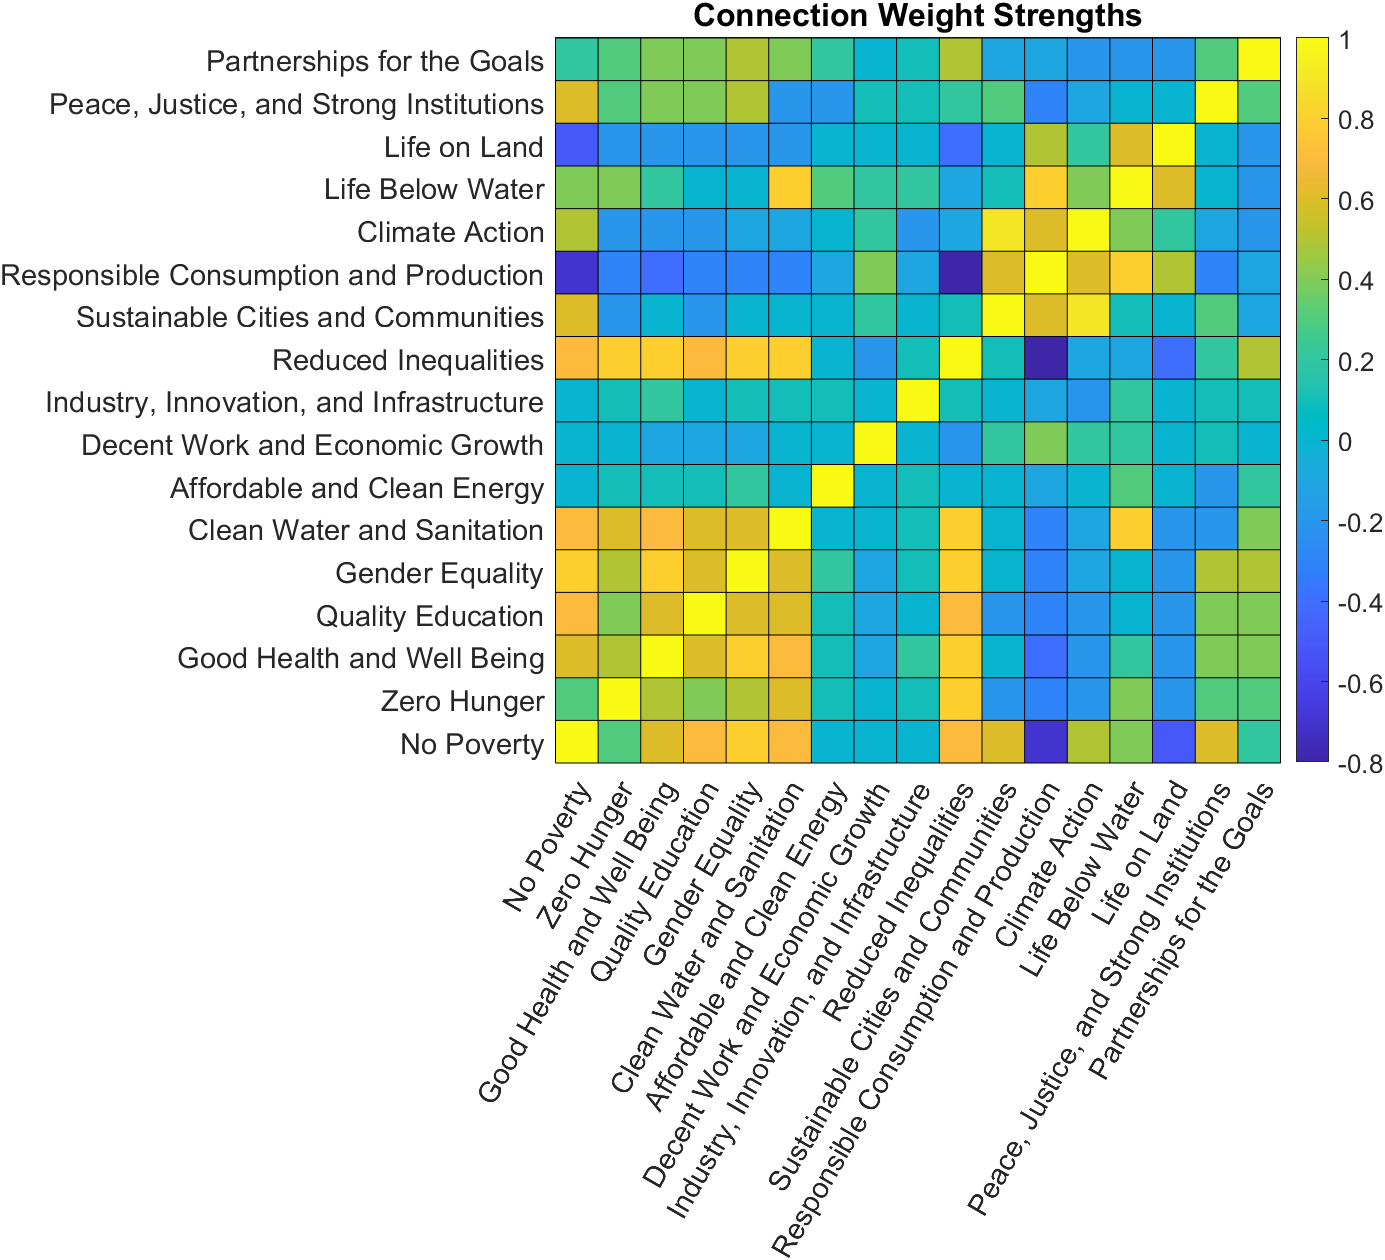 Connection Weight Strengths
Partnerships for the Goals
Peace, Justice, and Strong Institutions
Life on Land
Life Below Water
Climate Action
Responsible Consumption and Production
Sustainable Cities and Communities
Reduced Inequalities
Industry, Innovation, and Infrastructure
Decent Work and Economic Growth
Affordable and Clean Energy
Clean Water and Sanitation
Gender Equality
Quality Education
Good Health and Well Being
Zero Hunger
No Poverty
No Poverty
Zero Hunger
Good Health and Well Being
Quality Education
Gender Equality
Clean Water and Sanitation
Affordable and Clean Energy
Decent Work and Economic Growth
Industry, Innovation, and Infrastructure
Reduced Inequalities
Sustainable Cities and Communities
Responsible Consumption and Production
Climate Action
Life Below Water
Life on Land
Peace, Justice, and Strong Institutions
Partnerships for the Goals
1
0.8
0.6
0.4
0.2
0
-0.2
-0.4
-0.6
-0.8